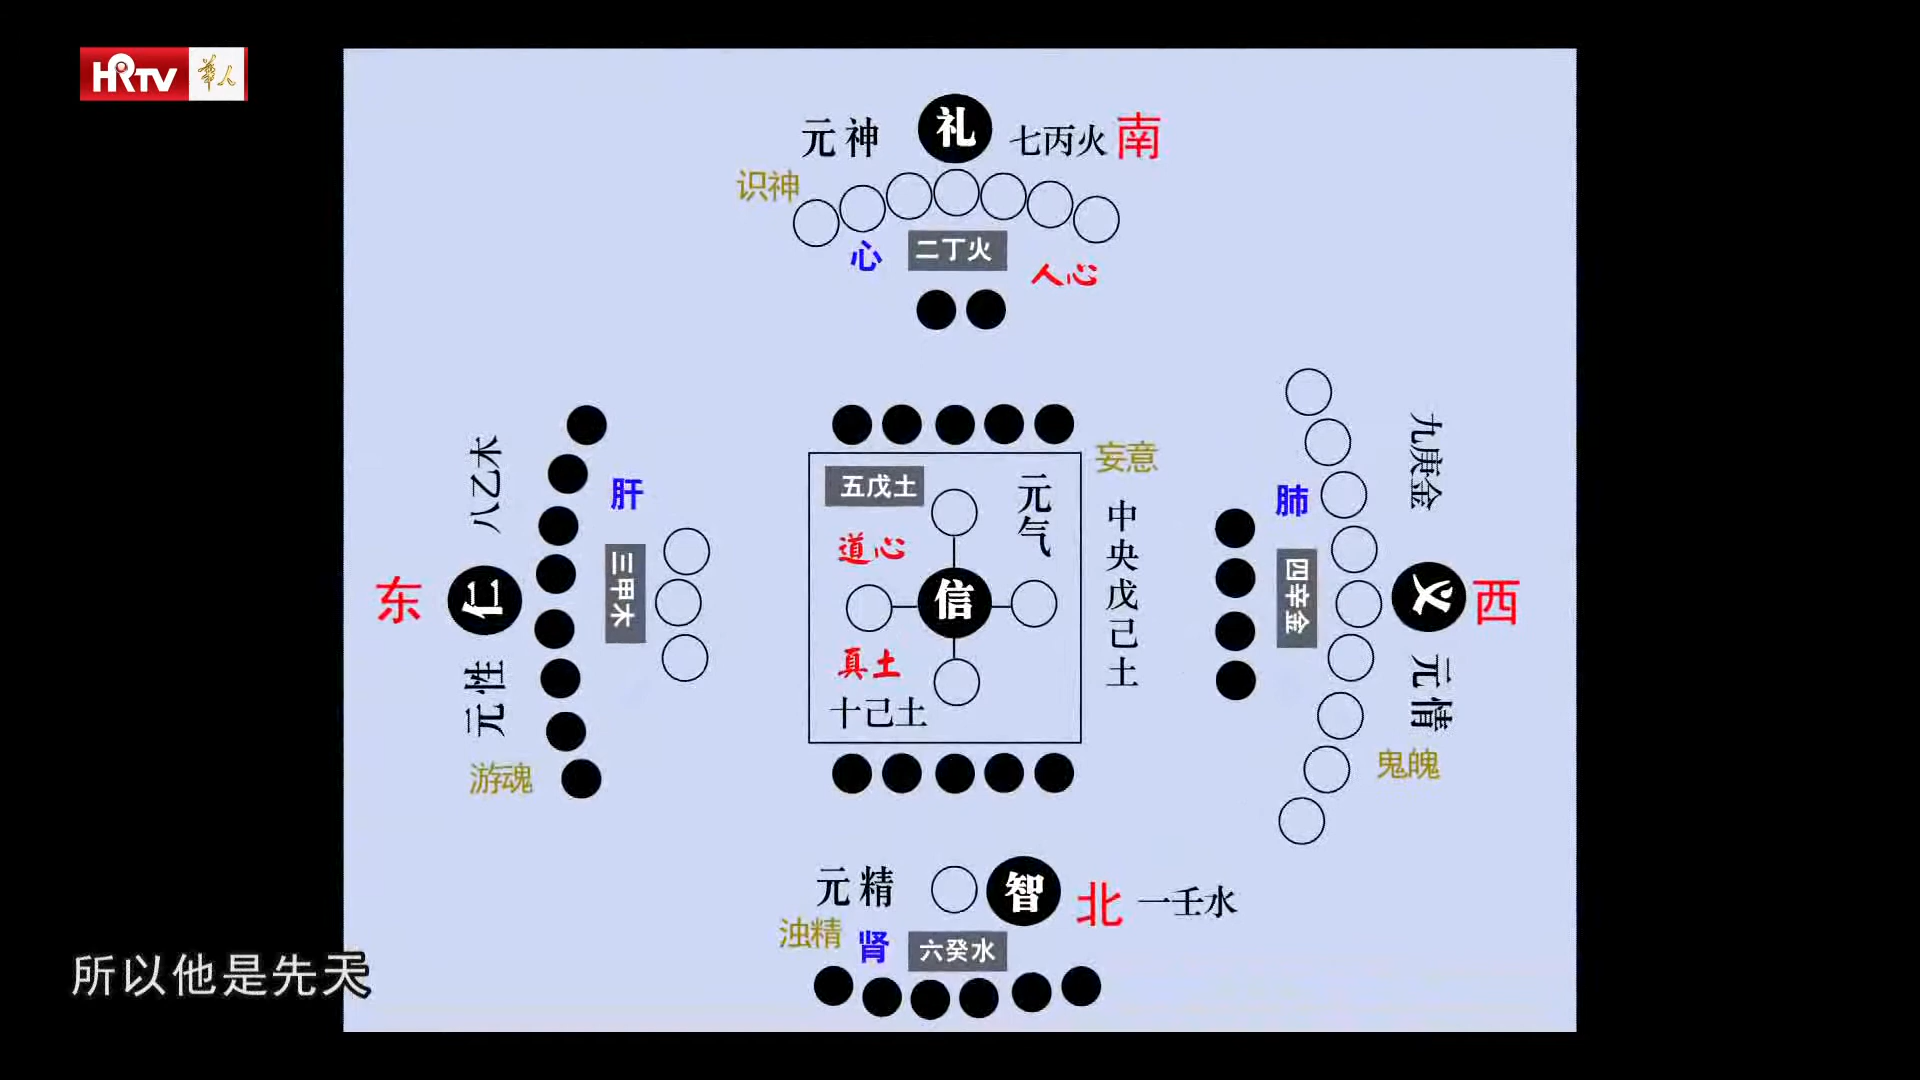 HRTV 華人
元神 礼 七丙火 南
识神
心 二丁火 人心
八乙木
肝
东 仁 三甲木
元性
游魂
五戊土 元气
道心
信
真土
十己土
妄意
中央戊己土
九庚金
肺
四辛金 义 西
元情
鬼魄
元精 智 北 一壬水
浊精 肾 六癸水
所以他是先天